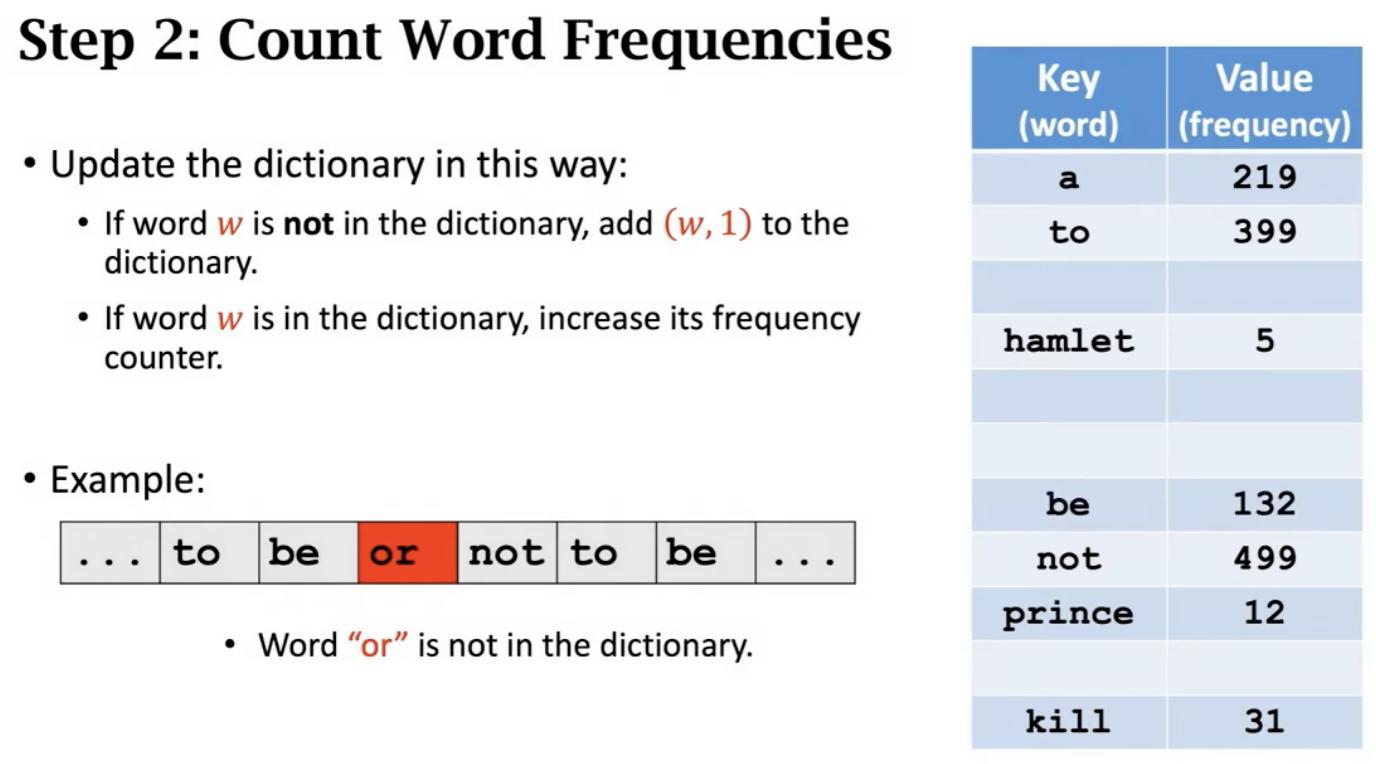 Step 2: Count Word Frequencies
• Update the dictionary in this way:
• If word w is not in the dictionary, add (w, 1) to the
dictionary.
• If word w is in the dictionary, increase its frequency
counter.
• Example:
... to be or not to be ...
• Word “or” is not in the dictionary.
Key Value
(word) (frequency)
a 219
to 399
hamlet 5
be 132
not 499
prince 12
kill 31